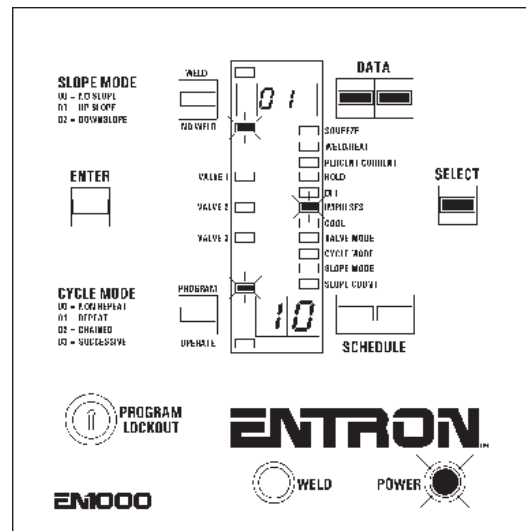 WELD
SLOPE MODE
00 = NO SLOPE
01 = UP SLOPE
02 = DOWNSLOPE
NO WELD
01
DATA
SQUEEZE
WELD/HEAT
PERCENT CURRENT
HOLD
OFF
IMPULSES
COOL
VALVE MODE
CYCLE MODE
SLOPE MODE
SLOPE COUNT
ENTER
VALVE 1
VALVE 2
VALVE 3
SELECT
CYCLE MODE
00 = NON REPEAT
01 = REPEAT
02 = CHAINED
03 = SUCCESSIVE
PROGRAM
OPERATE
10
SCHEDULE
PROGRAM
LOCKOUT
ENTRON
WELD
POWER
EN1000